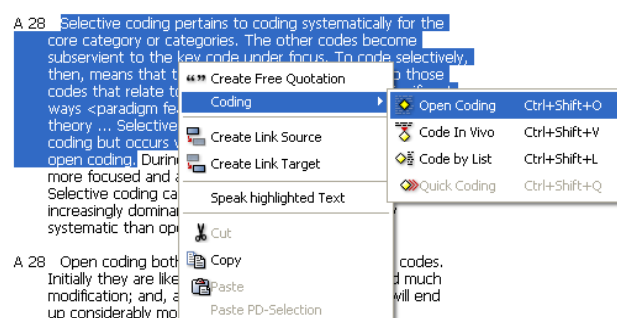 A 28 Selective coding pertains to coding systematically for the
core category or categories. The other codes become
subservient to the key code under focus. To code selectively,
then, means that t
o those
codes that relate to
ways <paradigm fea
theory ... Selective
coding but occurs
open coding. During
more focused and
Selective coding ca
increasingly domina
systematic than op
A 28 Open coding both
codes.
Initially they are like
d much
modification; and, a
will end
up considerably mo
Create Free Quotation
Coding
Create Link Source
Create Link Target
Speak highlighted Text
Cut
Copy
Paste
Paste PD-Selection
Open Coding Ctrl+Shift+O
Code In Vivo Ctrl+Shift+V
Code by List Ctrl+Shift+L
Quick Coding Ctrl+Shift+Q